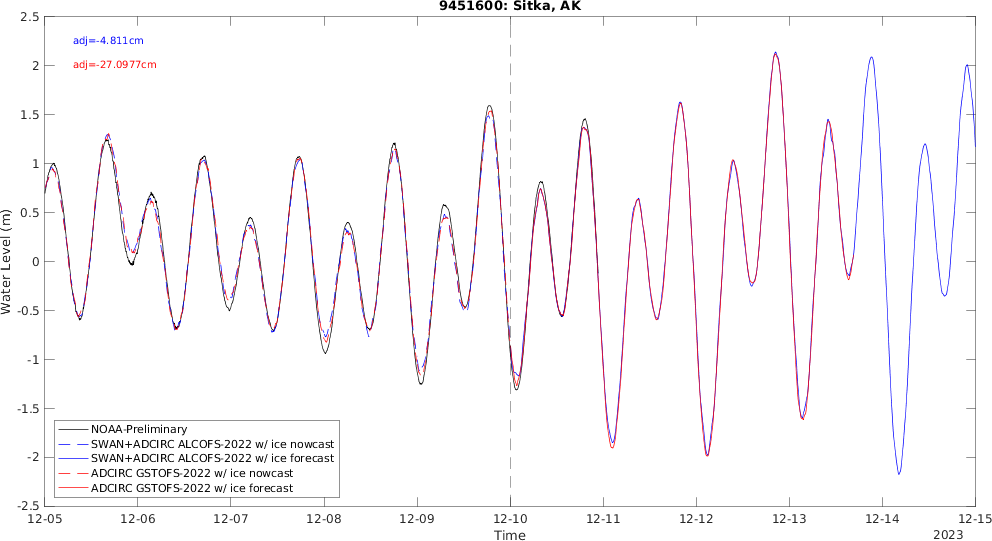 9451600: Sitka, AK
adj=-4.811cm
adj=-27.0977cm
Water Level (m)
2.5
2
1.5
1
0.5
0
-0.5
-1
-1.5
-2
-2.5
NOAA-Preliminary
SWAN+ADCIRC ALCOFS-2022 w/ ice nowcast
SWAN+ADCIRC ALCOFS-2022 w/ ice forecast
ADCIRC GSTOFS-2022 w/ ice nowcast
ADCIRC GSTOFS-2022 w/ ice forecast
12-05 12-06 12-07 12-08 12-09 12-10 12-11 12-12 12-13 12-14 12-15
Time
2023